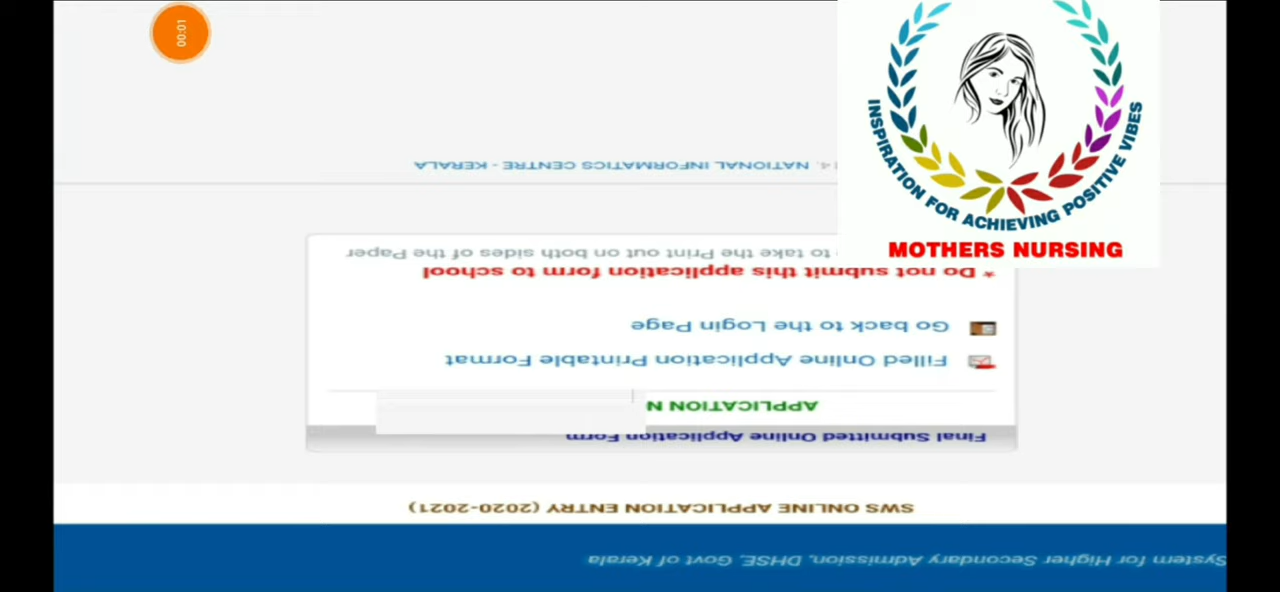 System for Higher Secondary Admission, DHSE, Govt of Kerala
SWS ONLINE APPLICATION ENTRY (2020-2021)
Final Submitted Online Application Form
APPLICATION N
Filled Online Application Printable Format
Go back to the Login Page
* Do not submit this application form to school
to take the Print out on both sides of the Paper
4. NATIONAL INFORMATICS CENTRE - KERALA
00:01
INSPIRATION FOR ACHIEVING POSITIVE VIBES
MOTHERS NURSING